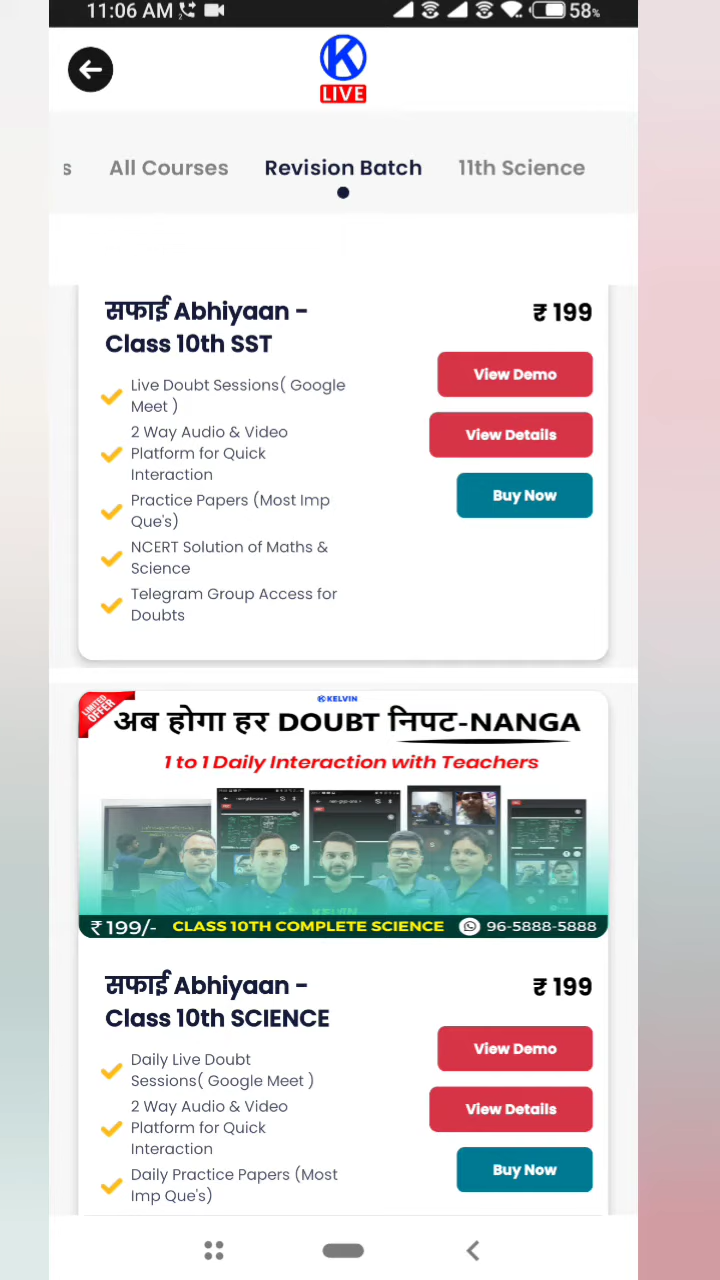 11:06 AM
58%
K
LIVE
s All Courses Revision Batch 11th Science
सफाई Abhiyaan -
Class 10th SST
₹ 199
Live Doubt Sessions( Google
Meet )
2 Way Audio & Video
Platform for Quick
Interaction
Practice Papers (Most Imp
Que's)
NCERT Solution of Maths &
Science
Telegram Group Access for
Doubts
View Demo
View Details
Buy Now
LIMITED
OFFER
KELVIN
अब होगा हर DOUBT निपट-NANGA
1 to 1 Daily Interaction with Teachers
KELVIN
₹199/- CLASS 10TH COMPLETE SCIENCE 96-5888-5888
सफाई Abhiyaan -
Class 10th SCIENCE
₹ 199
Daily Live Doubt
Sessions( Google Meet )
2 Way Audio & Video
Platform for Quick
Interaction
Daily Practice Papers (Most
Imp Que's)
View Demo
View Details
Buy Now